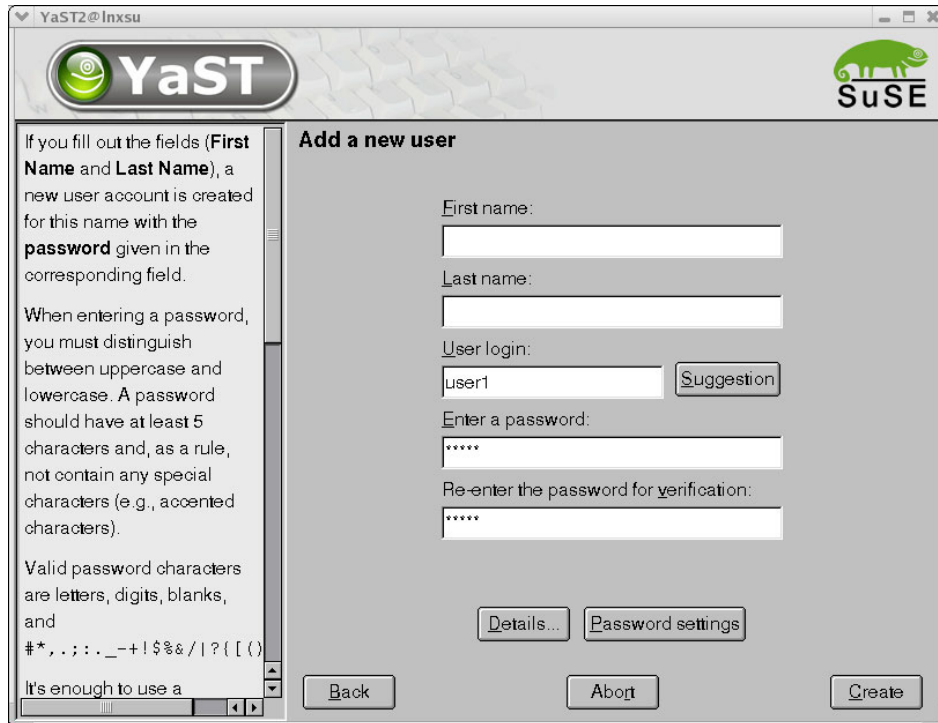 YaST2@lnxsu
YaST
SuSE
If you fill out the fields (First
Name and Last Name), a
new user account is created
for this name with the
password given in the
corresponding field.
When entering a password,
you must distinguish
between uppercase and
lowercase. A password
should have at least 5
characters and, as a rule,
not contain any special
characters (e.g., accented
characters).
Valid password characters
are letters, digits, blanks,
and
#*,.;:._-+!$%&/|?{[()
It's enough to use a
Add a new user
First name:
Last name:
User login:
user1
Suggestion
Enter a password:
*****
Re-enter the password for verification:
*****
Details...
Password settings
Back
Abort
Create